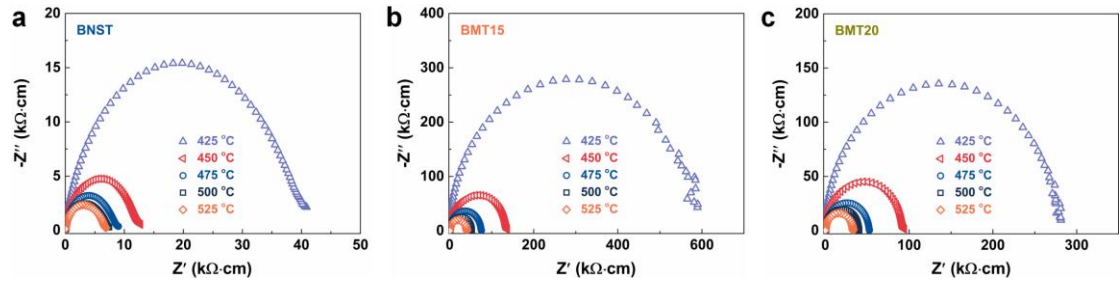 a
BNST
-Z″ (kΩ·cm)
20
15
10
5
0
425 °C
450 °C
475 °C
500 °C
525 °C
0 10 20 30 40 50
Z′ (kΩ·cm)
b
BMT15
-Z″ (kΩ·cm)
400
300
200
100
0
425 °C
450 °C
475 °C
500 °C
525 °C
0 200 400 600 800
Z′ (kΩ·cm)
c
BMT20
-Z″ (kΩ·cm)
200
150
100
50
0
425 °C
450 °C
475 °C
500 °C
525 °C
0 100 200 300
Z′ (kΩ·cm)